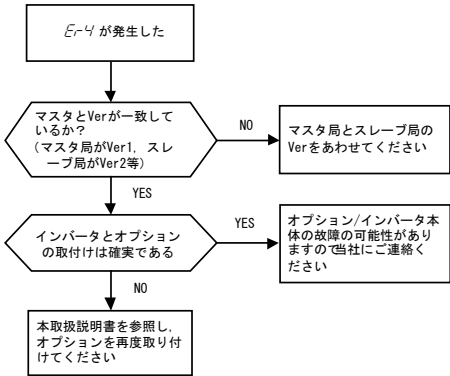 Er-4 が発生した
マスタとVerが一致して
いるか？
（マスタ局がVer1，スレ
ーブ局がVer2等）
NO
マスタ局とスレーブ局の
Verをあわせてください
YES
インバータとオプション
の取付けは確実である
YES
オプション/インバータ本
体の故障の可能性があり
ますので当社にご連絡く
ださい
NO
本取扱説明書を参照し，
オプションを再度取り付
けてください